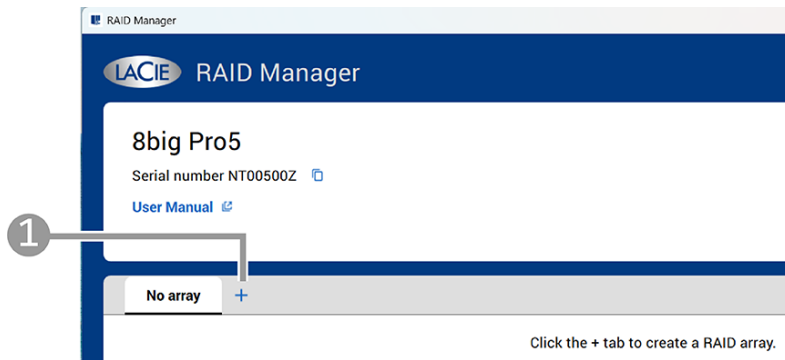 RAID Manager
LACIE RAID Manager
8big Pro5
Serial number NT00500Z
User Manual
1
No array +
Click the + tab to create a RAID array.